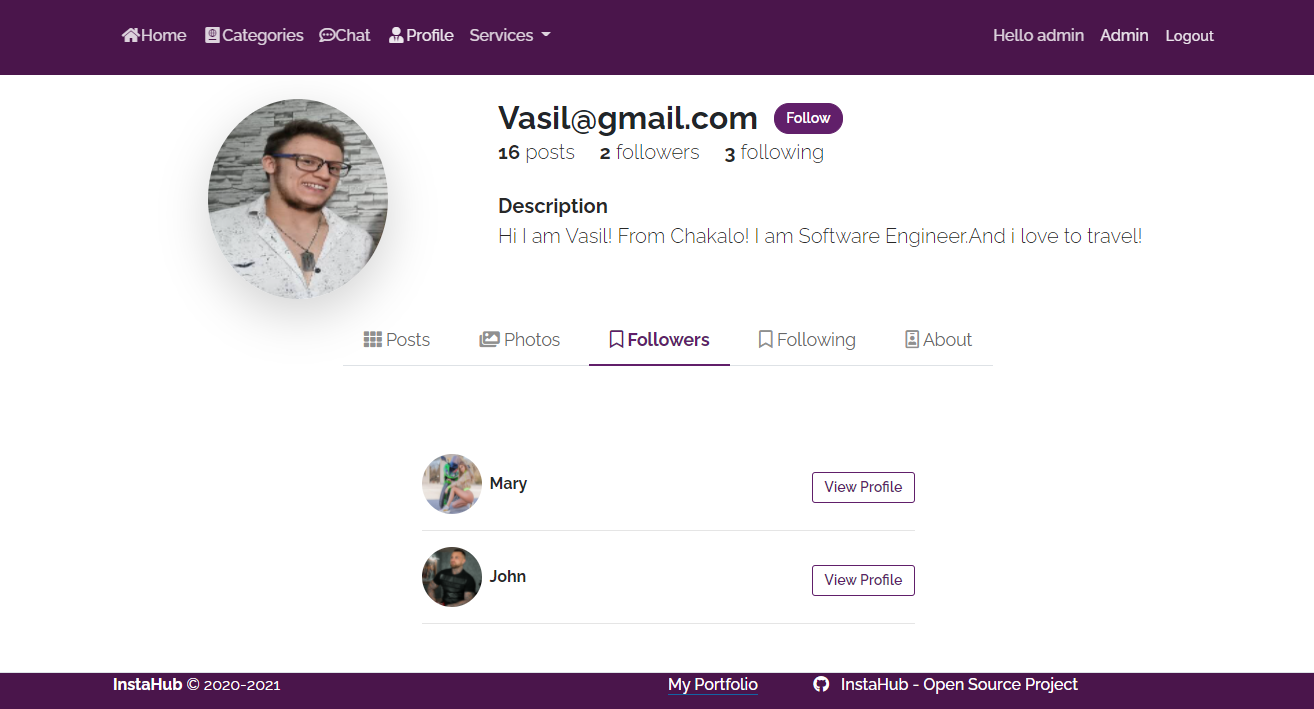 Home Categories Chat Profile Services Hello admin Admin Logout
Vasil@gmail.com Follow
16 posts 2 followers 3 following
Description
Hi I am Vasil! From Chakalo! I am Software Engineer.And i love to travel!
Posts Photos Followers Following About
Mary View Profile
John View Profile
InstaHub © 2020-2021 My Portfolio InstaHub - Open Source Project